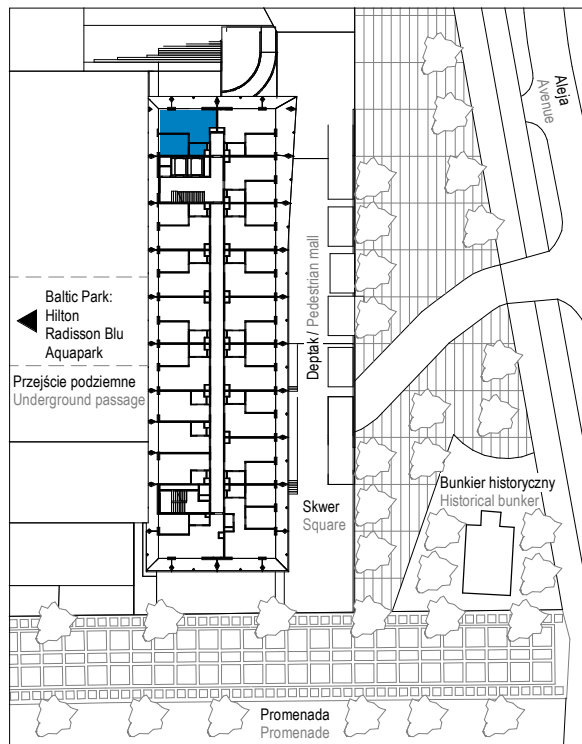 Aleja
Avenue
Baltic Park:
Hilton
Radisson Blu
Aquapark
Przejście podziemne
Underground passage
Deptak / Pedestrian mall
Skwer
Square
Bunkier historyczny
Historical bunker
Promenada
Promenade